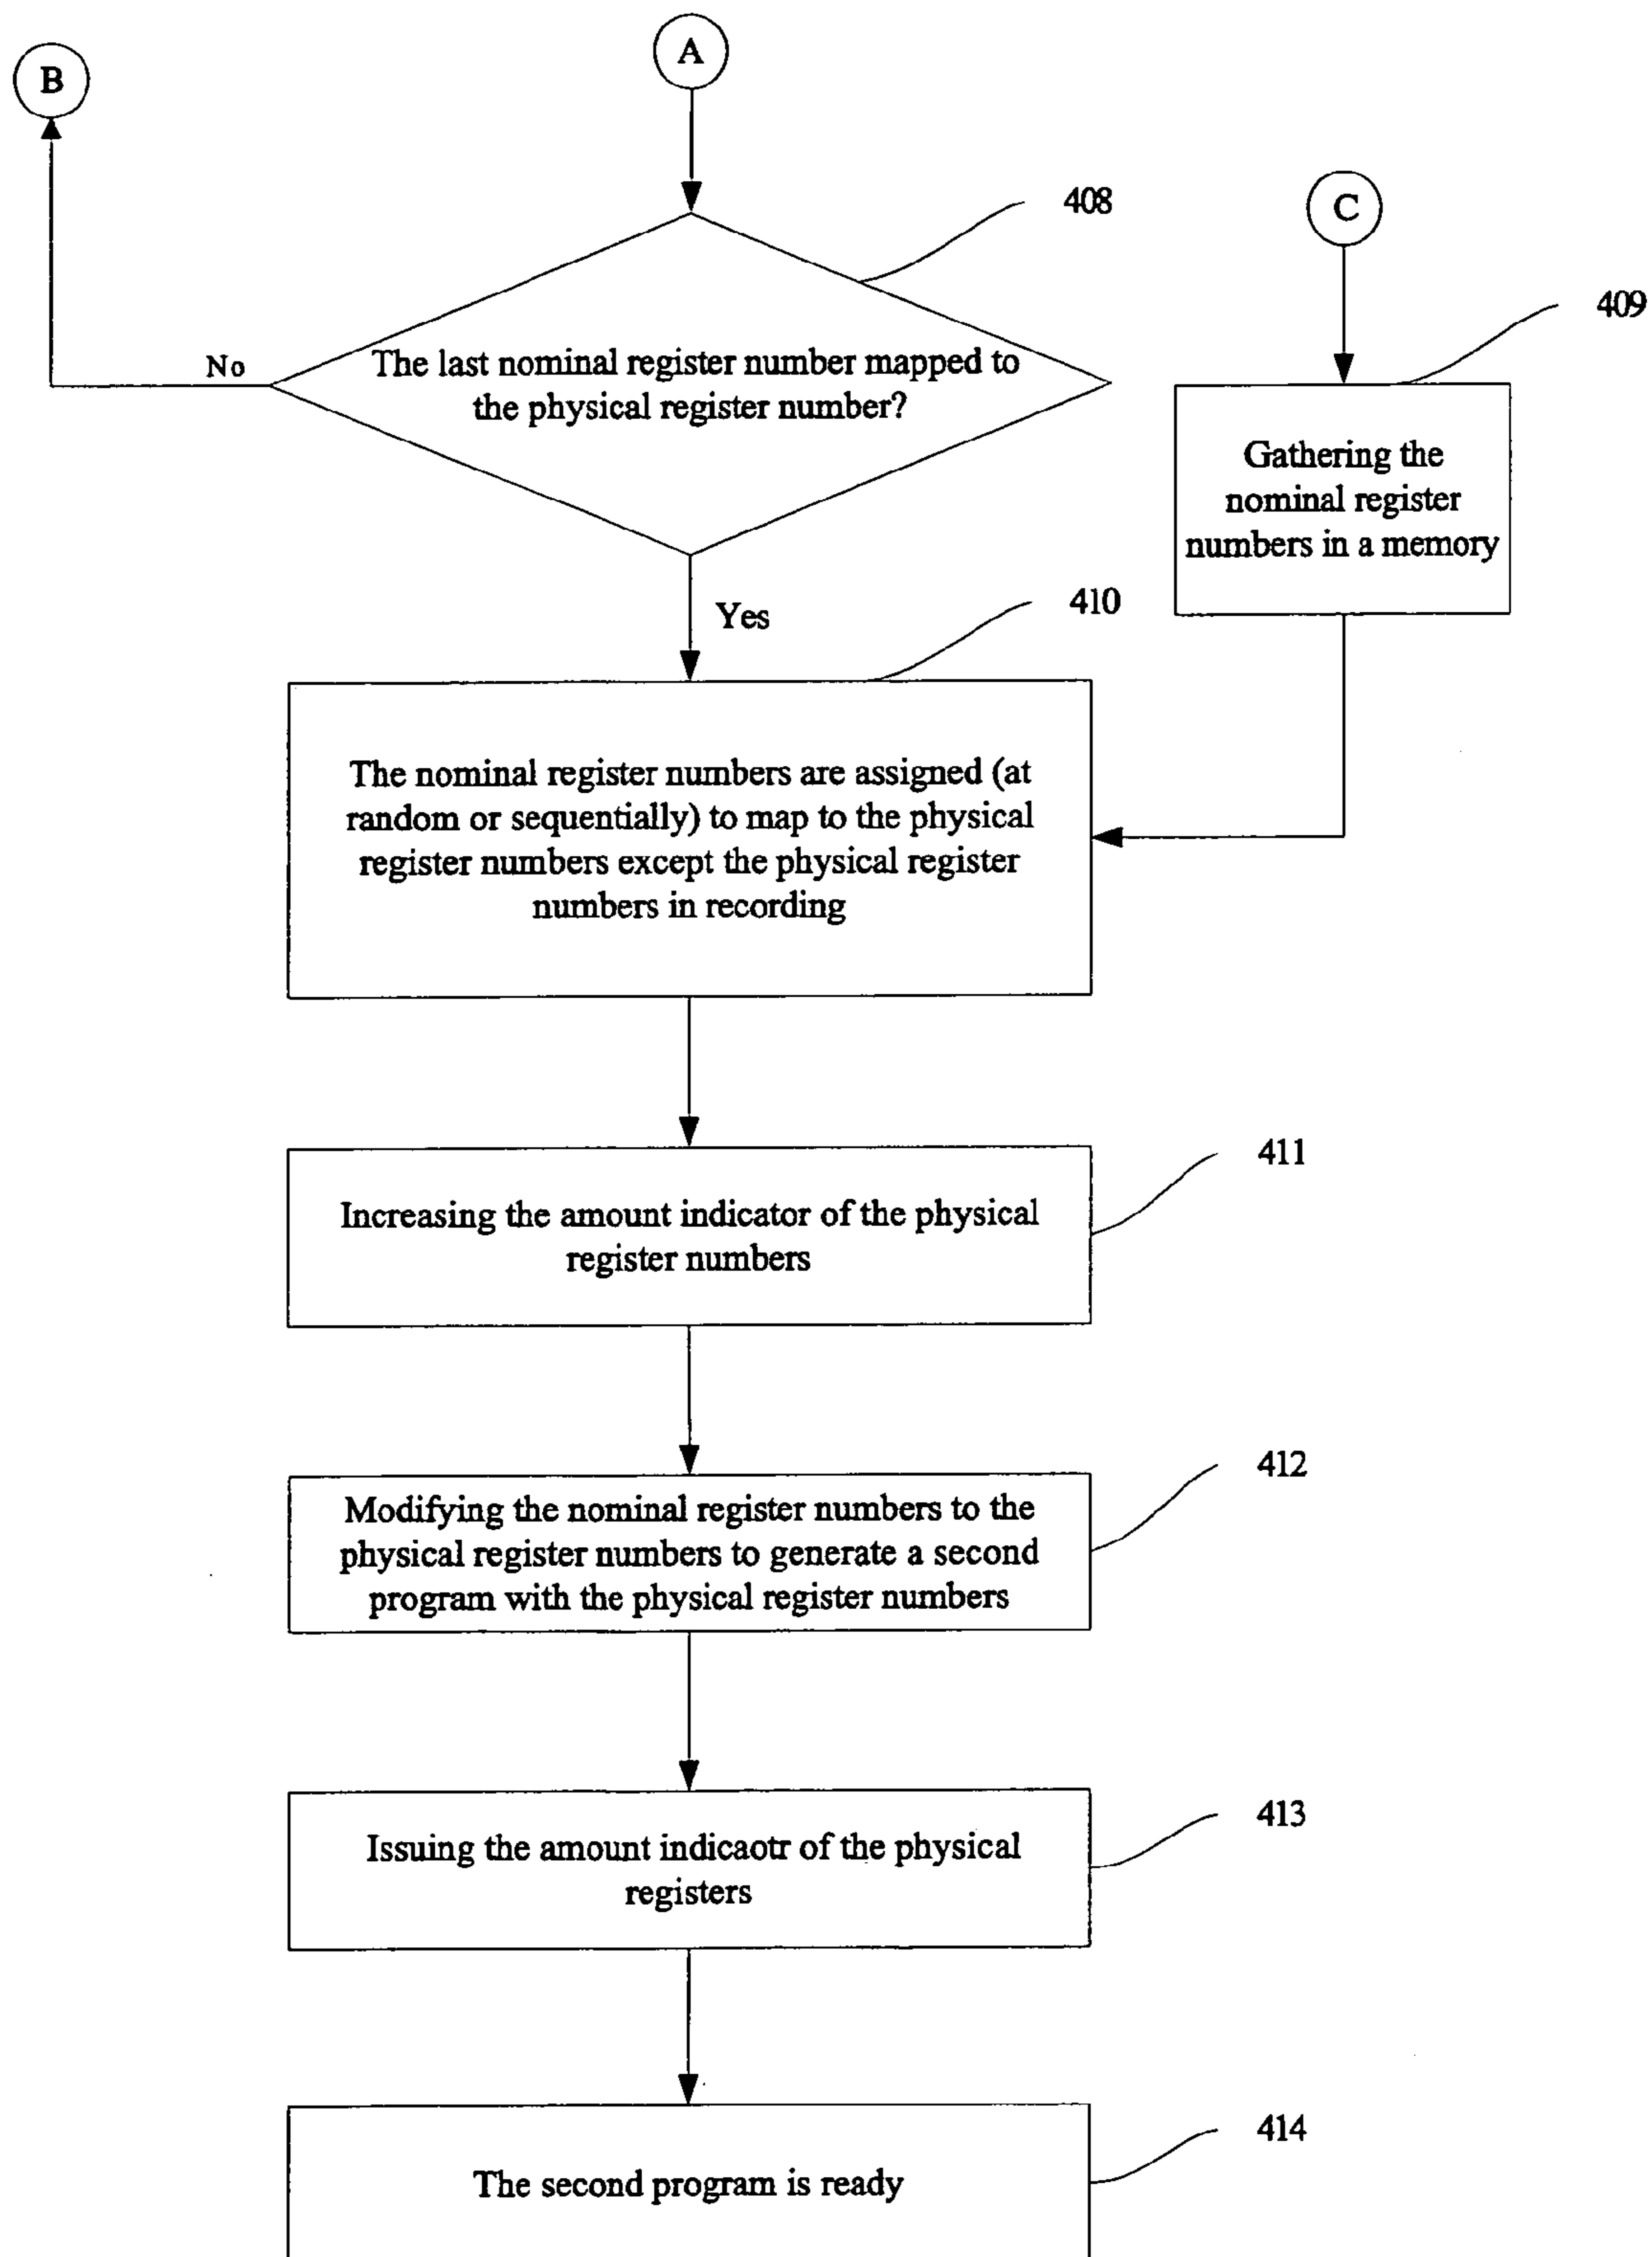 B
A
408
C
409
No
The last nominal register number mapped to
the physical register number?
Gathering the
nominal register
numbers in a memory
Yes
410
The nominal register numbers are assigned (at
random or sequentially) to map to the physical
register numbers except the physical register
numbers in recording
411
Increasing the amount indicator of the physical
register numbers
412
Modifying the nominal register numbers to the
physical register numbers to generate a second
program with the physical register numbers
413
Issuing the amount indicaotr of the physical
registers
414
The second program is ready